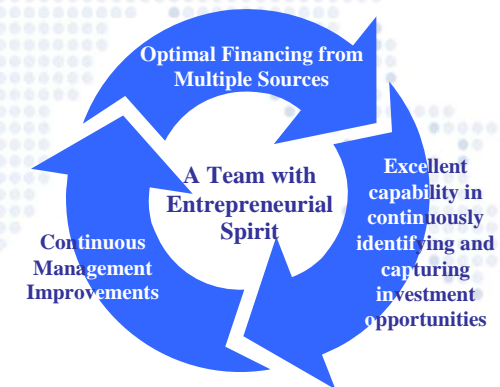 Optimal Financing from
Multiple Sources
A Team with
Entrepreneurial
Spirit
Excellent
capability in
continuously
identifying and
capturing
investment
opportunities
Continuous
Management
Improvements